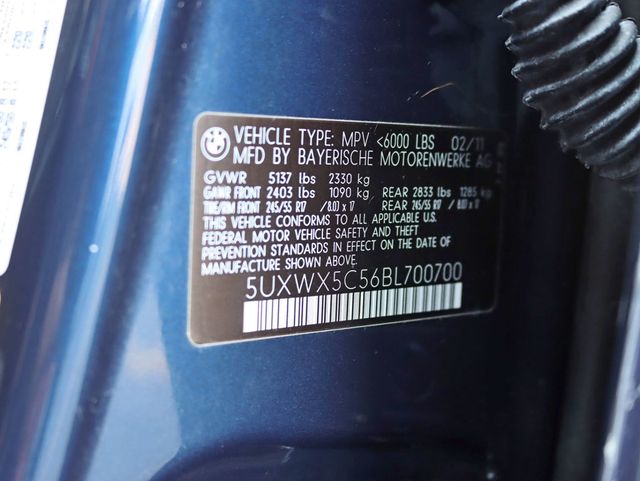 VEHICLE TYPE: MPV <6000 LBS 02/11
MFD BY BAYERISCHE MOTORENWERKE AG
GVWR 5137 lbs 2330 kg
GAWR FRONT 2403 lbs 1090 kg REAR 2833 lbs 1285 kg
TIRE/RIM FRONT 245/55 R17 / 8.0J x 17 REAR 245/55 R17 / 8.0J x 17
THIS VEHICLE CONFORMS TO ALL APPLICABLE U.S.
FEDERAL MOTOR VEHICLE SAFETY AND THEFT
PREVENTION STANDARDS IN EFFECT ON THE DATE OF
MANUFACTURE SHOWN ABOVE.
5UXWX5C56BL700700